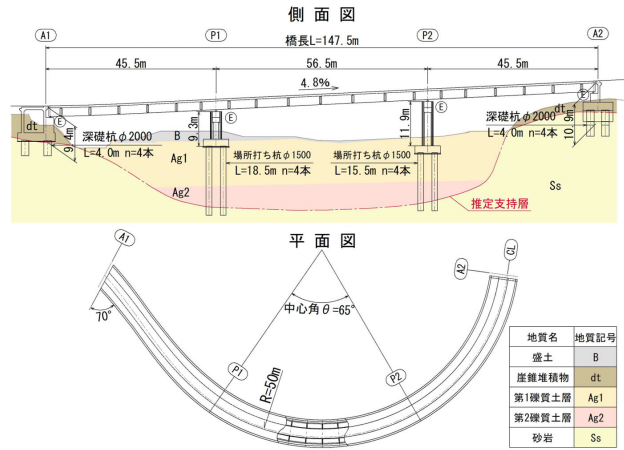 側面図
A1
P1
P2
A2
橋長L=147.5m
45.5m
56.5m
45.5m
4.8%
E
E
E
E
dt
dt
深礎杭φ2000
L=4.0m n=4本
9.4m
9.3m
B
Ag1
Ag2
場所打ち杭φ1500
L=18.5m n=4本
場所打ち杭φ1500
L=15.5m n=4本
11.9m
深礎杭φ2000
L=4.0m n=4本
10.9m
Ss
推定支持層
平面図
A1
70°
P1
中心角θ=65°
R=50m
P2
A2
CL
地質名 地質記号
盛土 B
崖錐堆積物 dt
第1礫質土層 Ag1
第2礫質土層 Ag2
砂岩 Ss